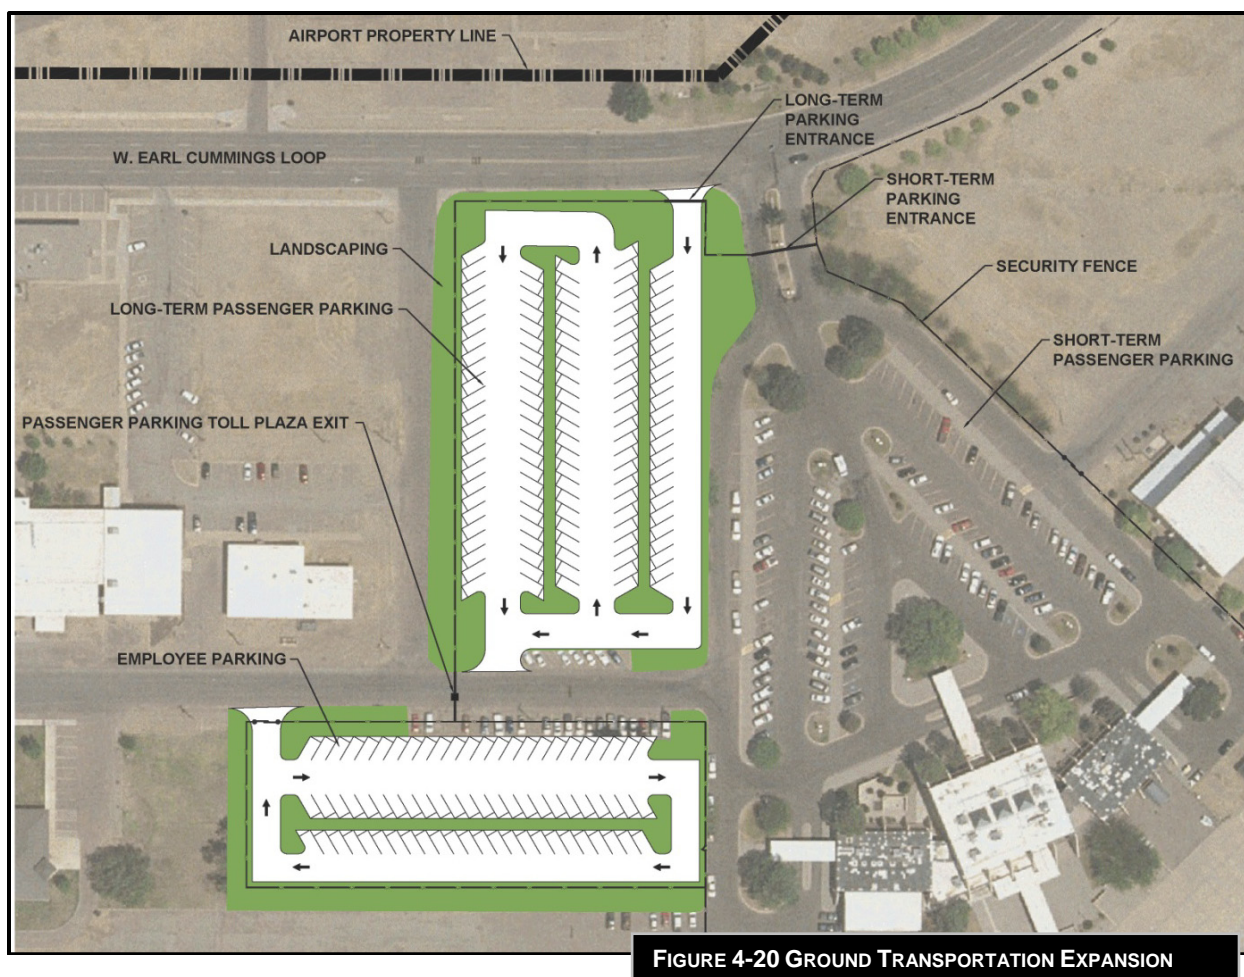 AIRPORT PROPERTY LINE
LONG-TERM
PARKING
ENTRANCE
W. EARL CUMMINGS LOOP
SHORT-TERM
PARKING
ENTRANCE
LANDSCAPING
SECURITY FENCE
LONG-TERM PASSENGER PARKING
SHORT-TERM
PASSENGER PARKING
PASSENGER PARKING TOLL PLAZA EXIT
EMPLOYEE PARKING
FIGURE 4-20 GROUND TRANSPORTATION EXPANSION